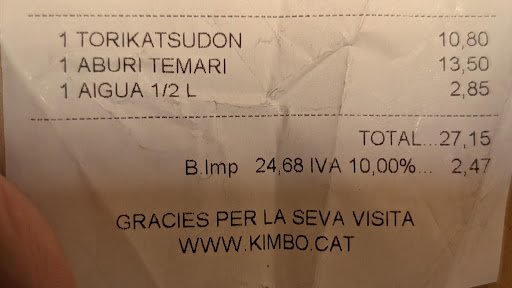 1 TORIKATSUDON 10,80
1 ABURI TEMARI 13,50
1 AIGUA 1/2 L 2,85
TOTAL...27,15
B.Imp 24,68 IVA 10,00%... 2,47
GRACIES PER LA SEVA VISITA
WWW.KIMBO.CAT